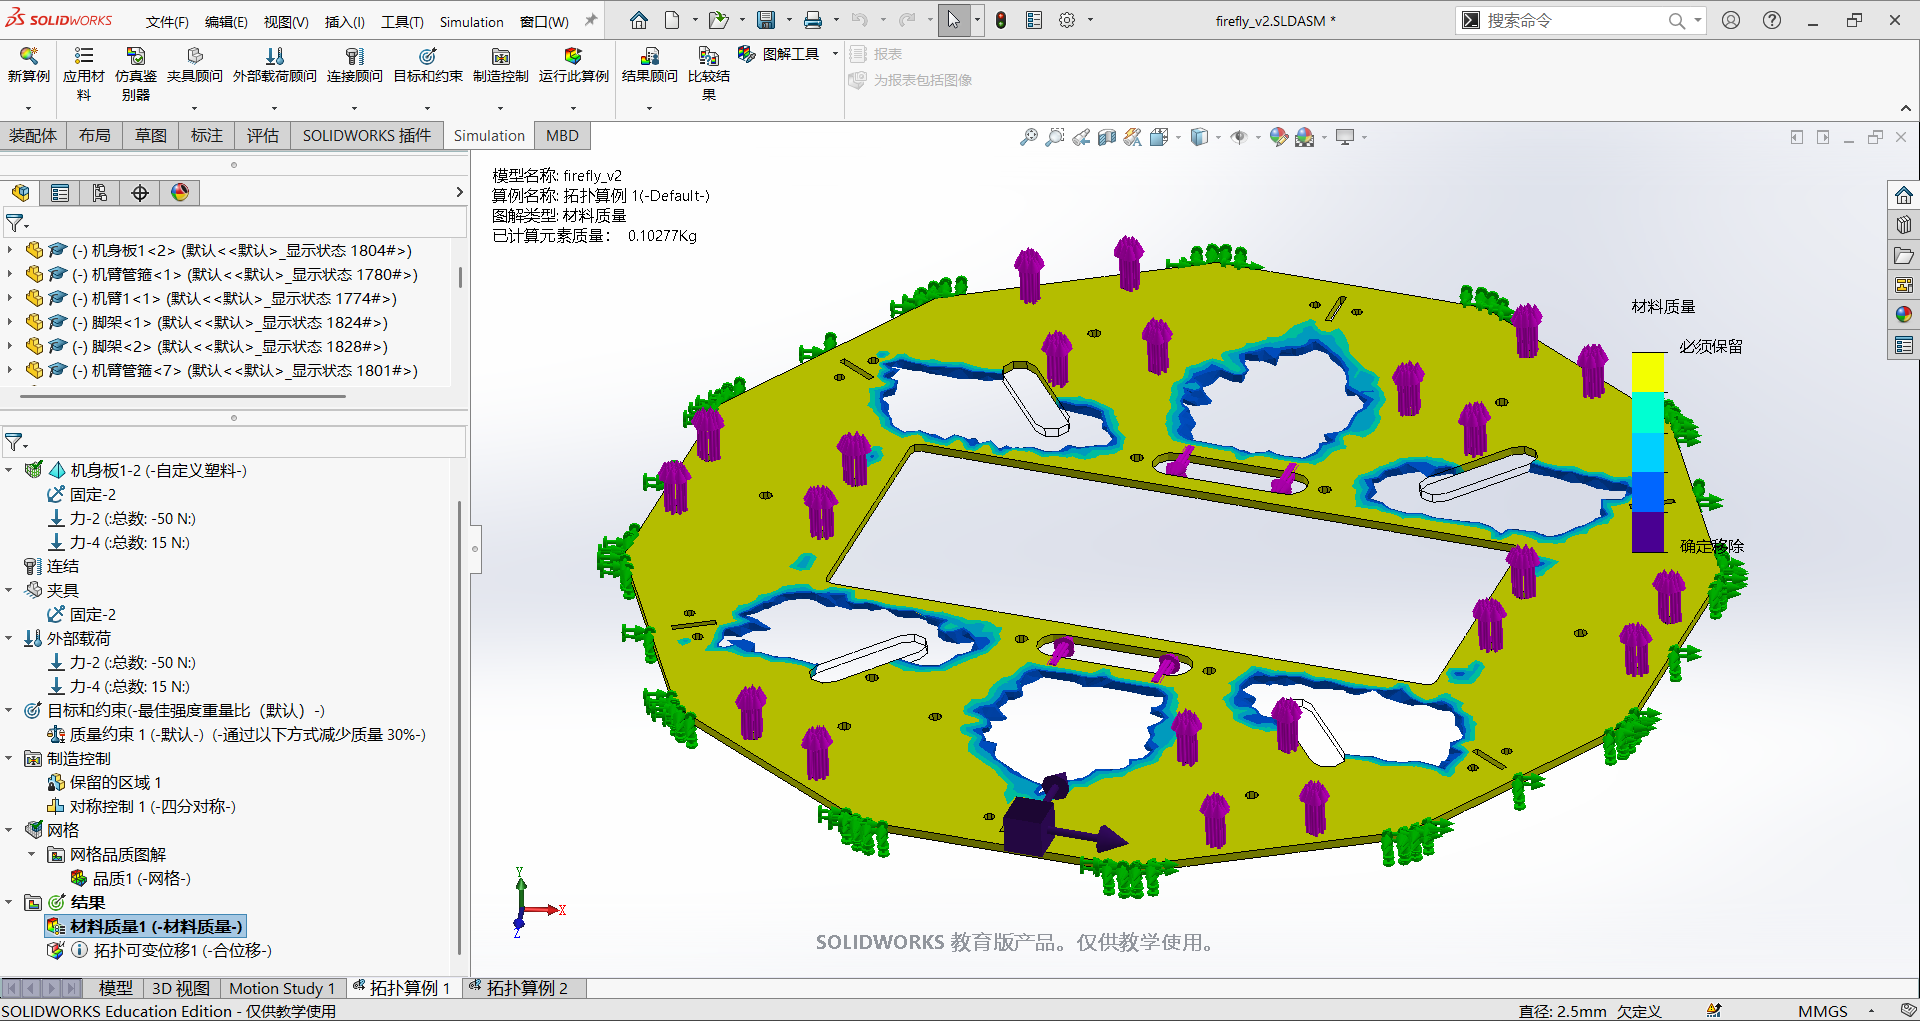 SOLIDWORKS 文件(F) 编辑(E) 视图(V) 插入(I) 工具(T) Simulation 窗口(W)
firefly_v2.SLDASM *
搜索命令
新算例
应用材料
仿真鉴别器
夹具顾问
外部载荷顾问
连接顾问
目标和约束
制造控制
运行此算例
结果顾问
比较结果
图解工具
报表
为报表包括图像
装配体 布局 草图 标注 评估 SOLIDWORKS 插件 Simulation MBD
(-) 机身板1<2> (默认<<默认>_显示状态 1804#>)
(-) 机臂管箍<1> (默认<<默认>_显示状态 1780#>)
(-) 机臂1<1> (默认<<默认>_显示状态 1774#>)
(-) 脚架<1> (默认<<默认>_显示状态 1824#>)
(-) 脚架<2> (默认<<默认>_显示状态 1828#>)
(-) 机臂管箍<7> (默认<<默认>_显示状态 1801#>)
机身板1-2 (-自定义塑料-)
固定-2
力-2 (:总数: -50 N:)
力-4 (:总数: 15 N:)
连结
夹具
固定-2
外部载荷
力-2 (:总数: -50 N:)
力-4 (:总数: 15 N:)
目标和约束(-最佳强度重量比（默认）-)
质量约束 1 (-默认-) (-通过以下方式减少质量 30%-)
制造控制
保留的区域 1
对称控制 1 (-四分对称-)
网格
网格品质图解
品质1 (-网格-)
结果
材料质量1 (-材料质量-)
拓扑可变位移1 (-合位移-)
模型名称: firefly_v2
算例名称: 拓扑算例 1(-Default-)
图解类型: 材料质量
已计算元素质量： 0.10277Kg
材料质量
必须保留
确定移除
Y
X
Z
SOLIDWORKS 教育版产品。仅供教学使用。
模型 3D 视图 Motion Study 1 拓扑算例 1 拓扑算例 2
SOLIDWORKS Education Edition - 仅供教学使用
直径: 2.5mm 欠定义 MMGS